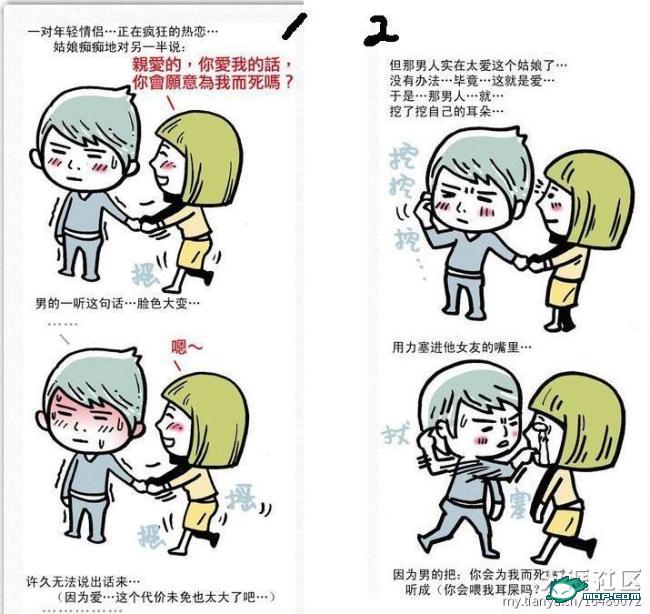 1
一对年轻情侣…正在疯狂的热恋…
姑娘痴痴地对另一半说：
親愛的，你愛我的話，
你會願意為我而死嗎？
搖
男的一听这句话…脸色大变…
……
嗯～
搖
搖
许久无法说出话来…
（因为爱…这个代价未免也太大了吧…）
………………
2
但那男人实在太爱这个姑娘了…
没有办法…毕竟…这就是爱…
于是…那男人…就…
挖了挖自己的耳朵…
挖
挖
挖
…
用力塞进他女友的嘴里…
塞
因为男的把：你会为我而死
听成（你会喂我耳屎吗？